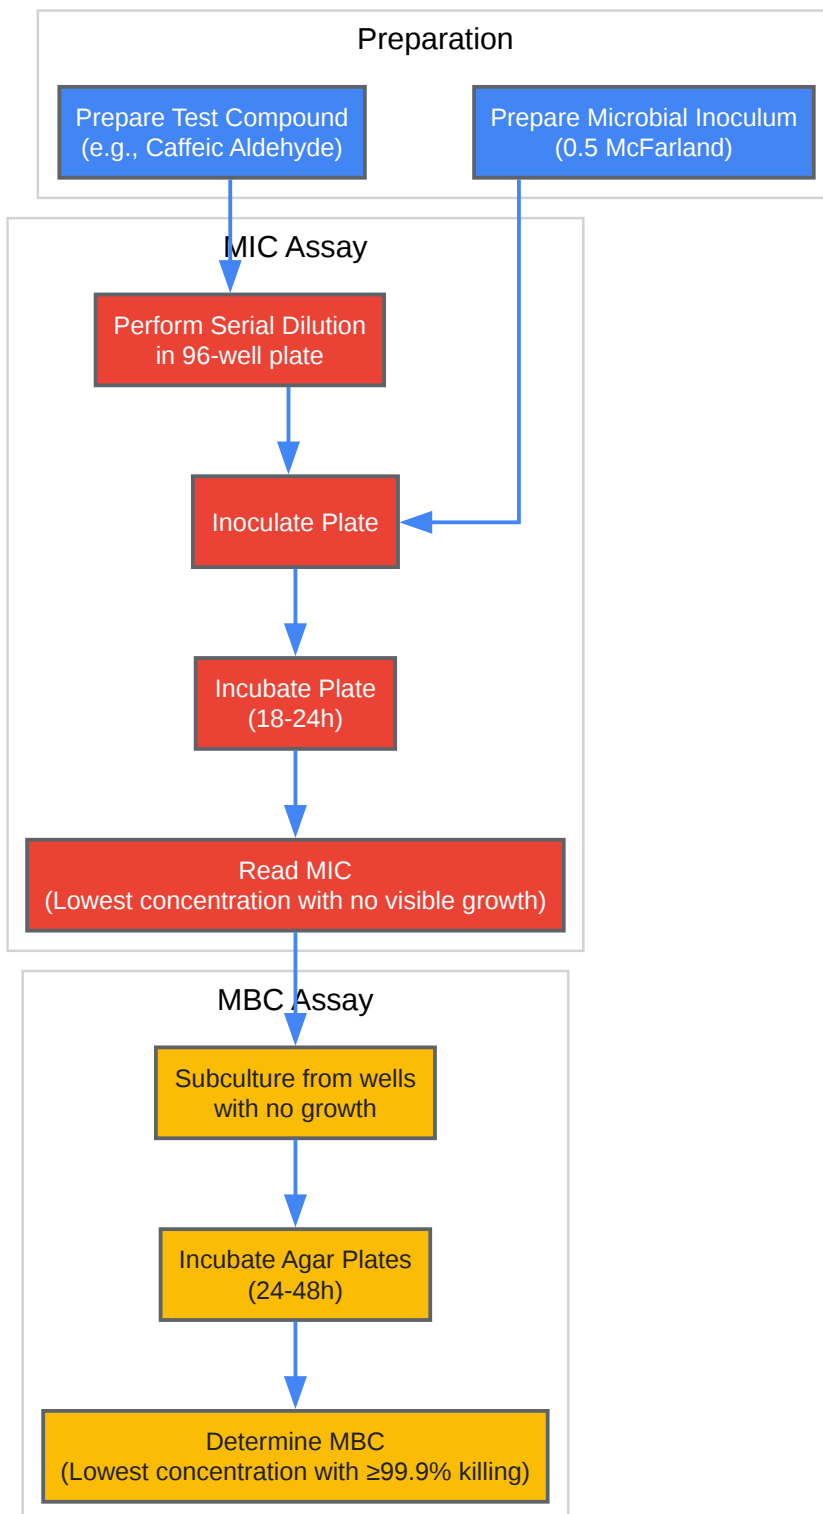 Preparation
Prepare Test Compound
(e.g., Caffeic Aldehyde)
Prepare Microbial Inoculum
(0.5 McFarland)
MIC Assay
Perform Serial Dilution
in 96-well plate
Inoculate Plate
Incubate Plate
(18-24h)
Read MIC
(Lowest concentration with no visible growth)
MBC Assay
Subculture from wells
with no growth
Incubate Agar Plates
(24-48h)
Determine MBC
(Lowest concentration with ≥99.9% killing)